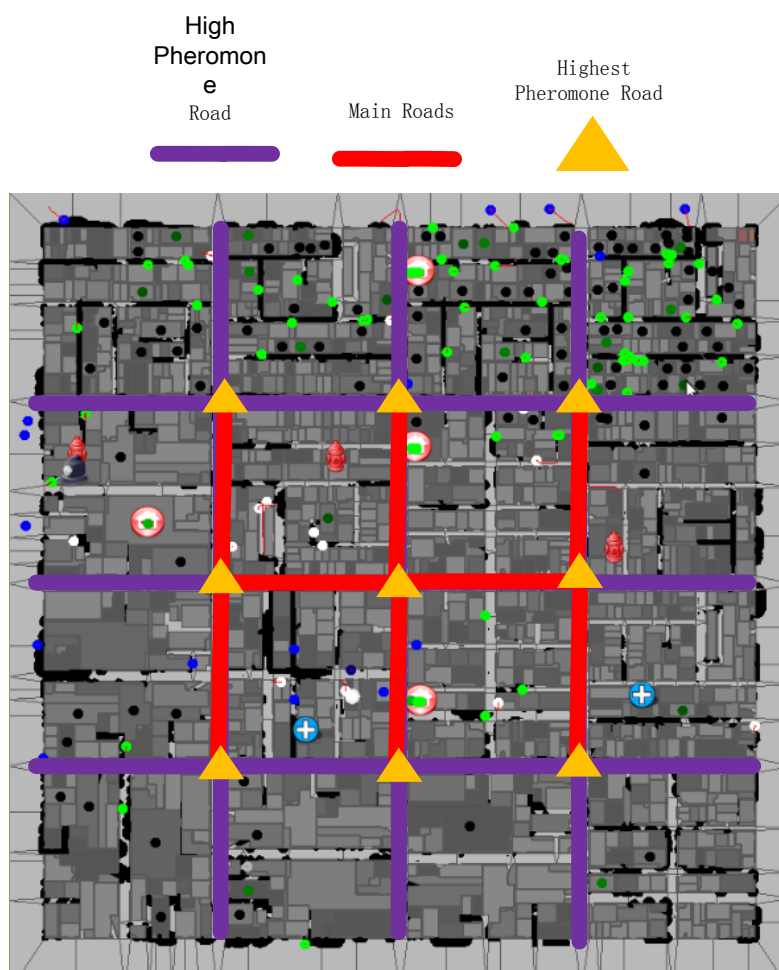 High
Pheromon
e
Road
Main Roads
Highest
Pheromone Road